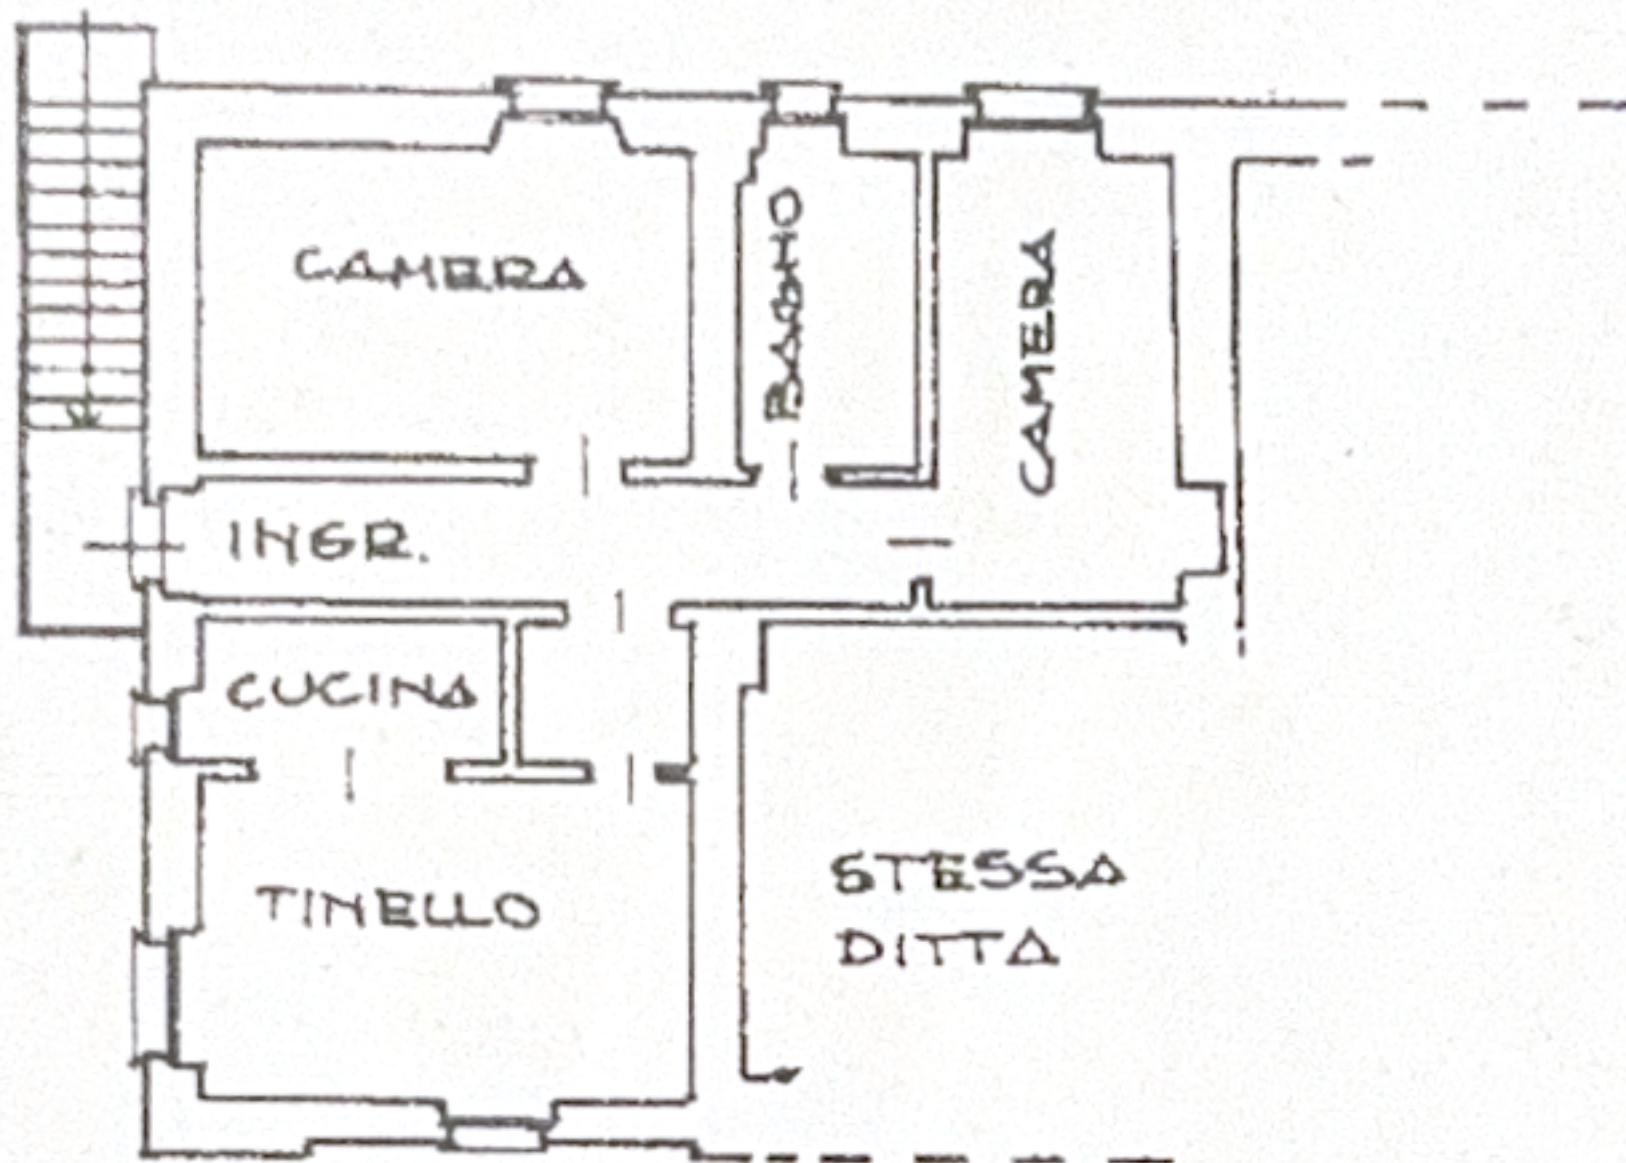 CAMERA
BAGNO
CAMERA
INGR.
CUCINA
TINELLO
STESSA
DITTA